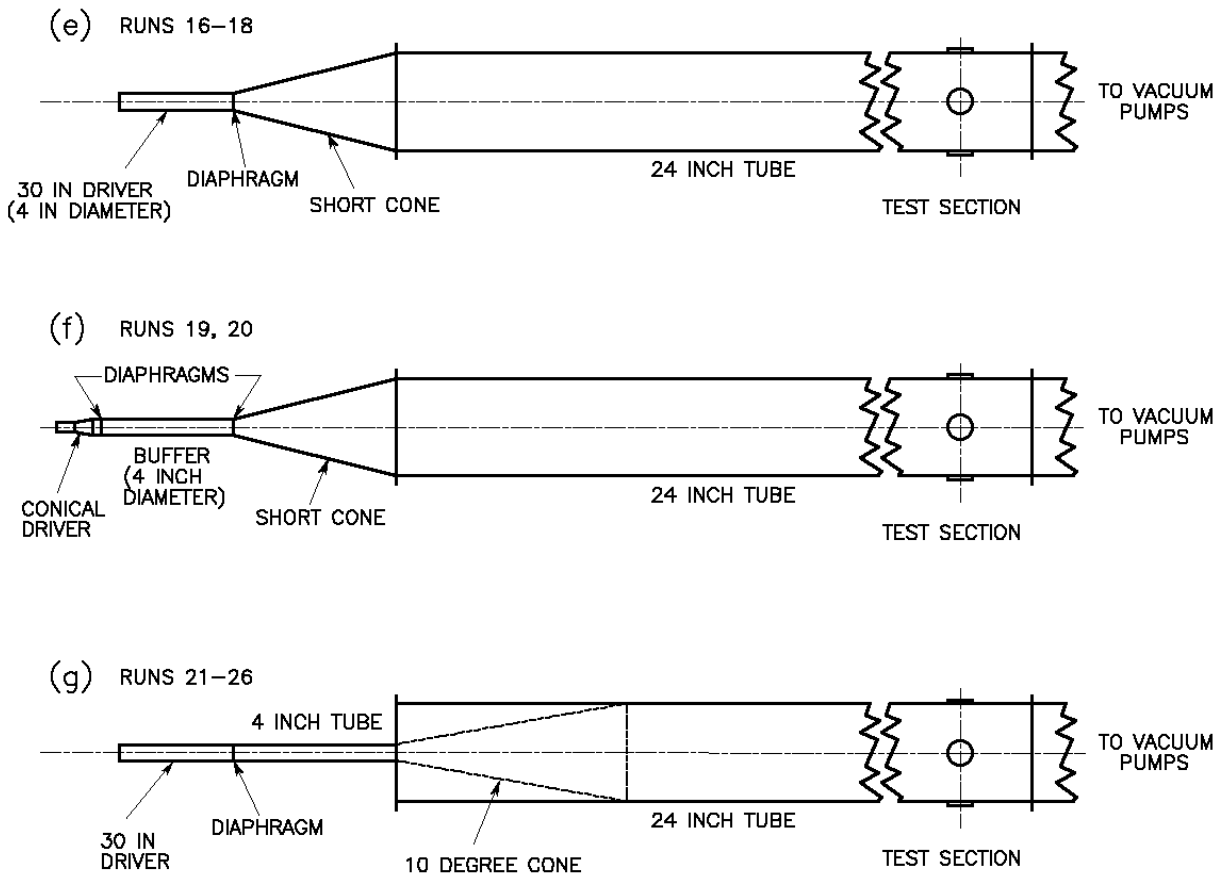 (e) RUNS 16-18
TO VACUUM
PUMPS
DIAPHRAGM
24 INCH TUBE
30 IN DRIVER
(4 IN DIAMETER)
SHORT CONE
TEST SECTION
(f) RUNS 19, 20
DIAPHRAGMS
TO VACUUM
PUMPS
BUFFER
(4 INCH
DIAMETER)
24 INCH TUBE
CONICAL
DRIVER
SHORT CONE
TEST SECTION
(g) RUNS 21-26
4 INCH TUBE
TO VACUUM
PUMPS
DIAPHRAGM
24 INCH TUBE
30 IN
DRIVER
10 DEGREE CONE
TEST SECTION